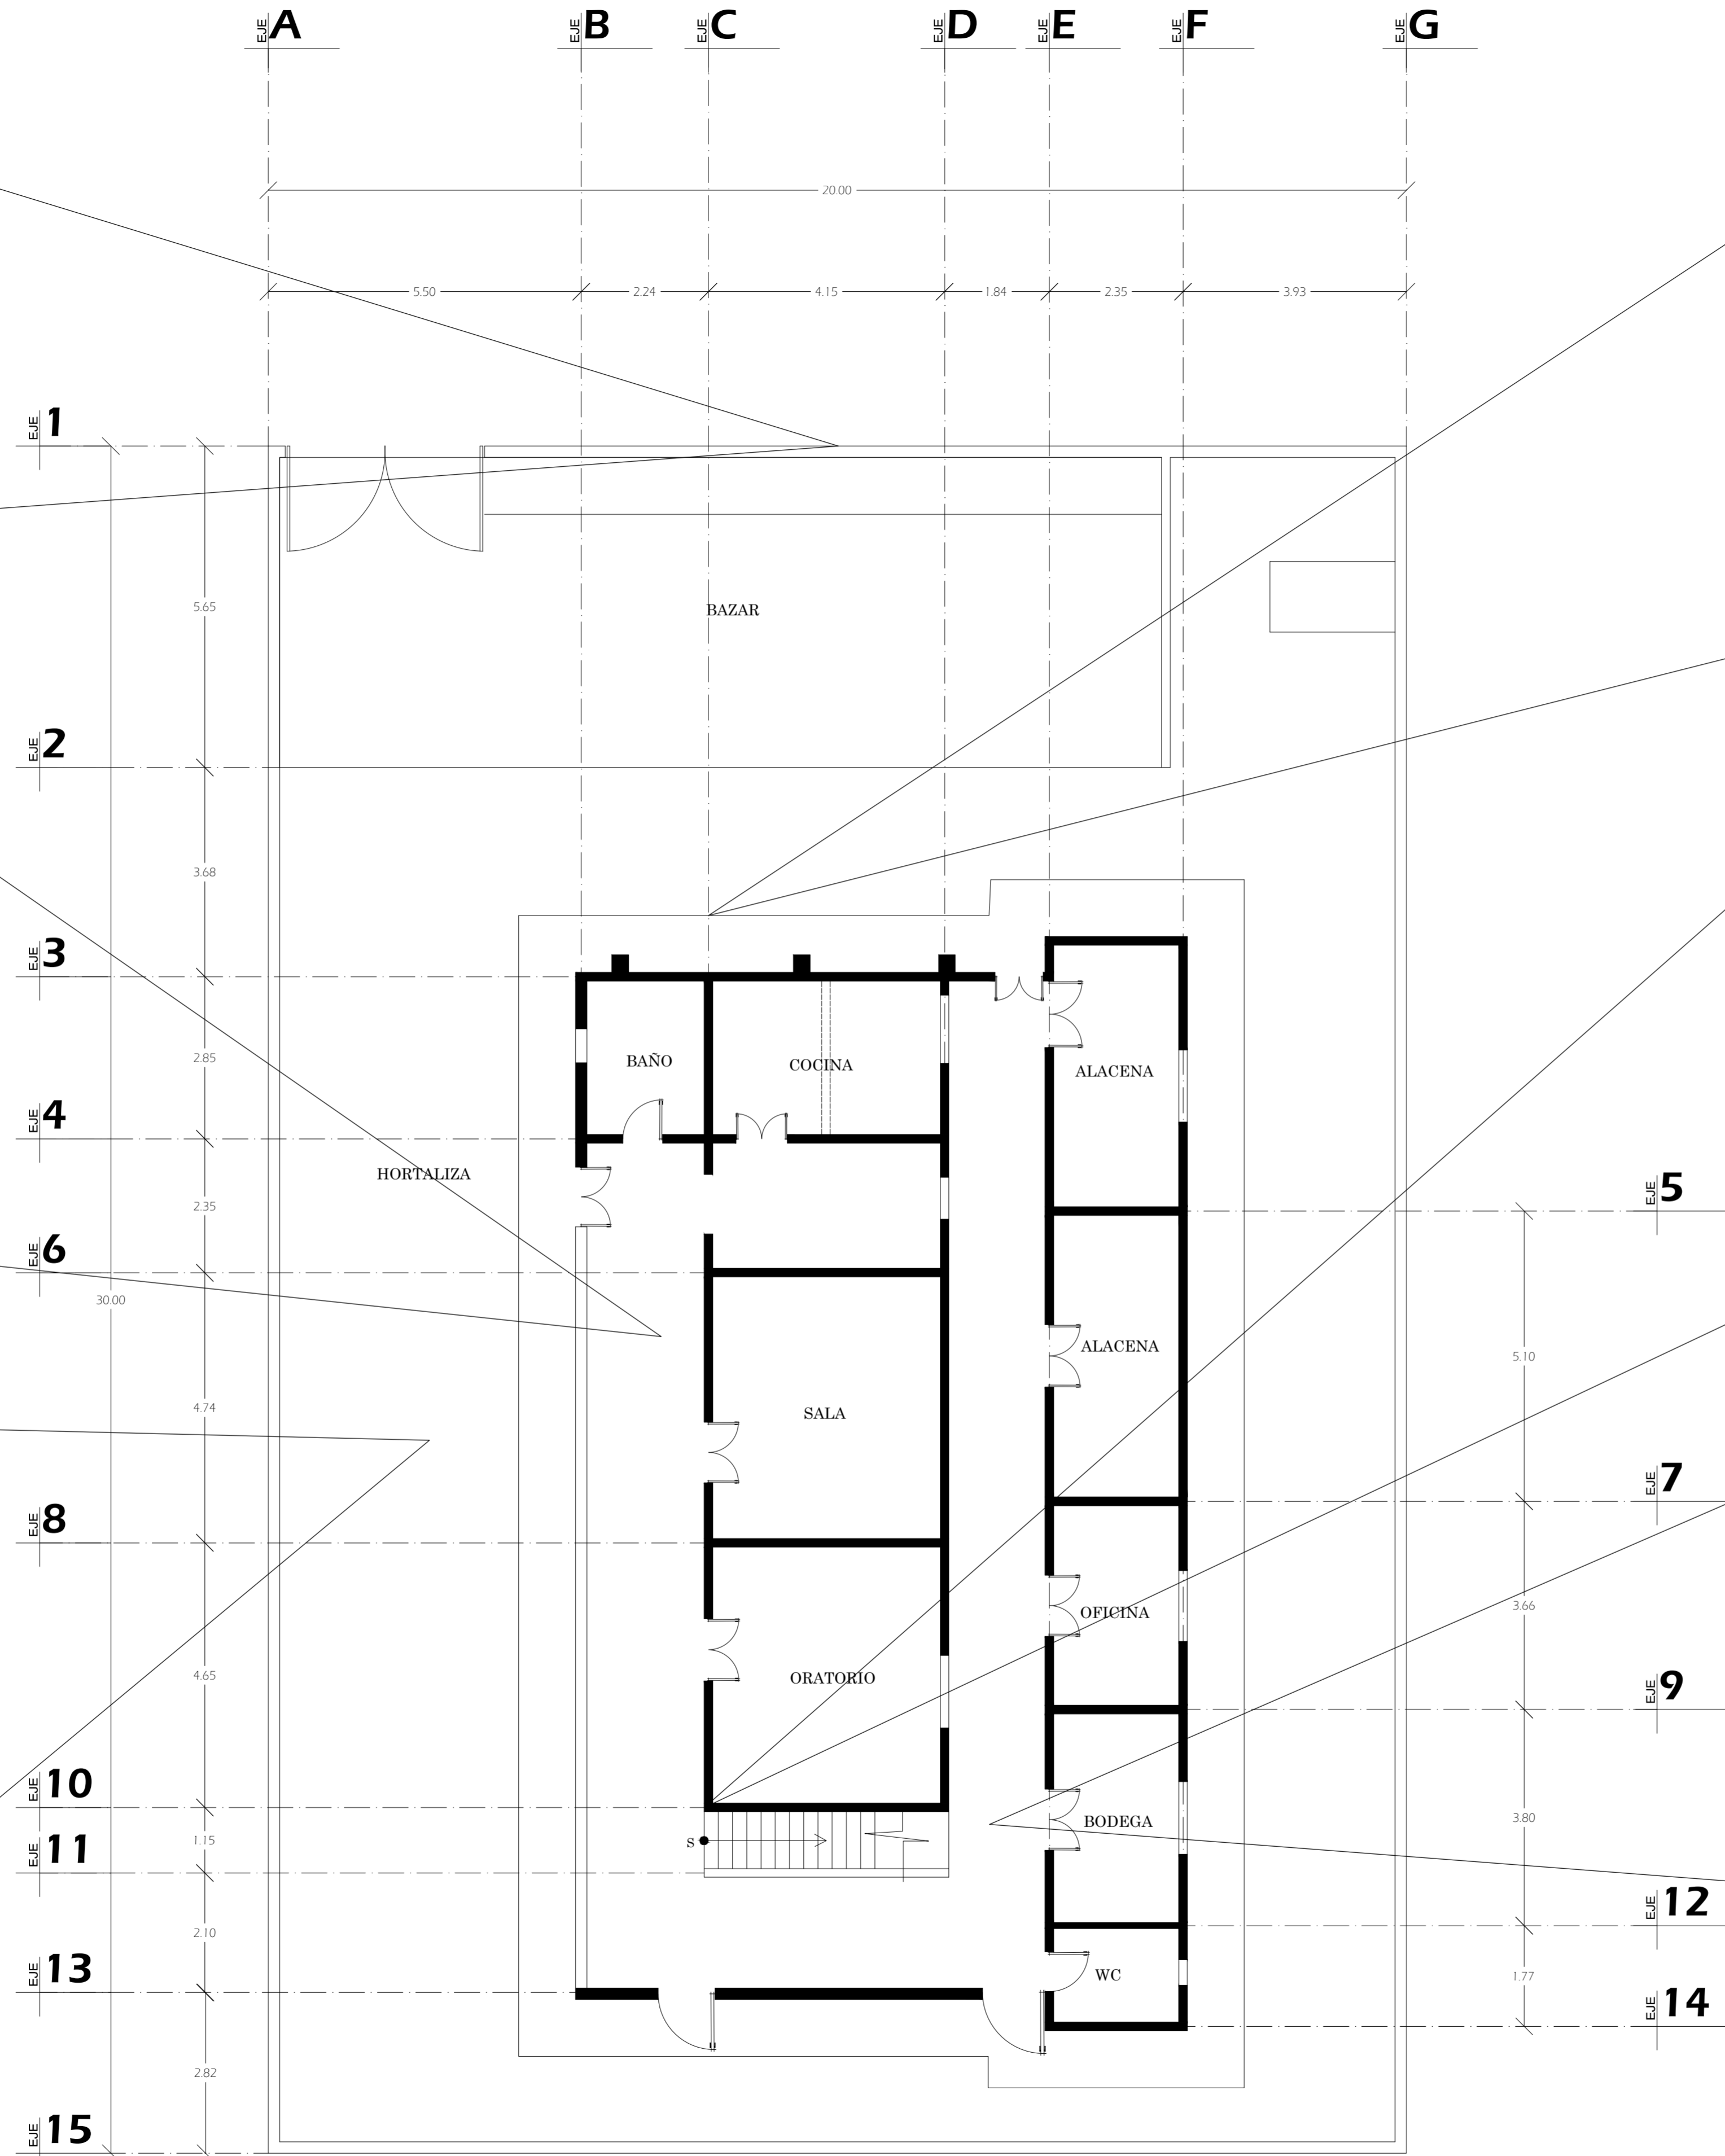 EJE A EJE B EJE C EJE D EJE E EJE F EJE G
20.00
5.50 2.24 4.15 1.84 2.35 3.93
EJE 1
5.65
BAZAR
EJE 2
3.68
EJE 3
2.85
BAÑO
COCINA
ALACENA
EJE 4
HORTALIZA
EJE 5
2.35
EJE 6
30.00
ALACENA
5.10
4.74
SALA
EJE 7
EJE 8
OFICINA
3.66
4.65
ORATORIO
EJE 9
EJE 10
BODEGA
3.80
1.15
S
EJE 11
EJE 12
2.10
EJE 13
WC
1.77
EJE 14
2.82
EJE 15